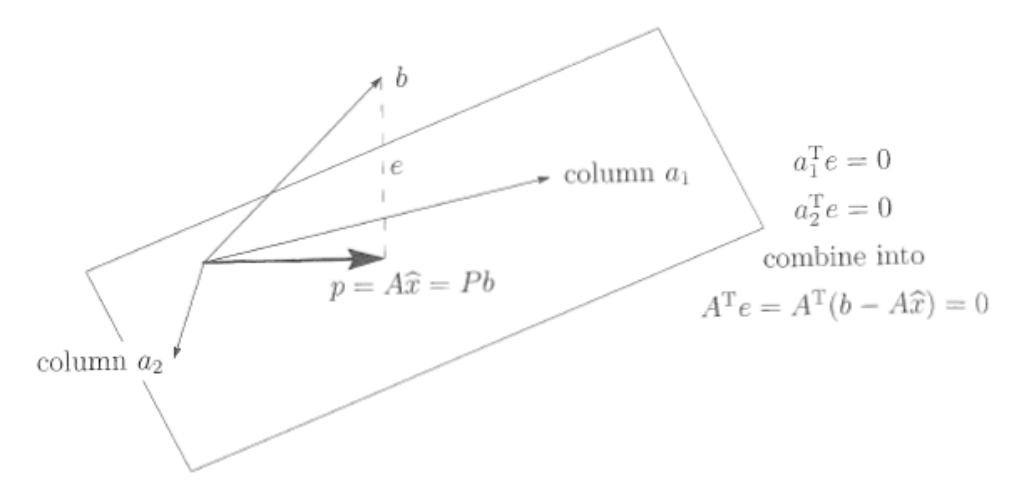 b
e
column a₁
p = Ax̂ = Pb
column a₂
a₁ᵀe = 0
a₂ᵀe = 0
combine into
Aᵀe = Aᵀ(b − Ax̂) = 0